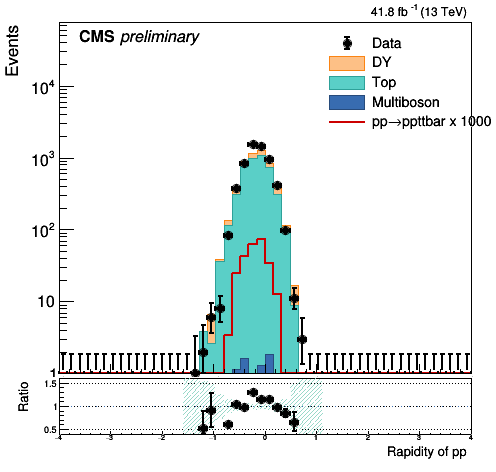 41.8 fb⁻¹ (13 TeV)
CMS preliminary
Events
Data
DY
Top
Multiboson
pp→ppttbar x 1000
10⁴
10³
10²
10
1
Ratio
1.5
1
0.5
-4 -3 -2 -1 0 1 2 3 4
Rapidity of pp